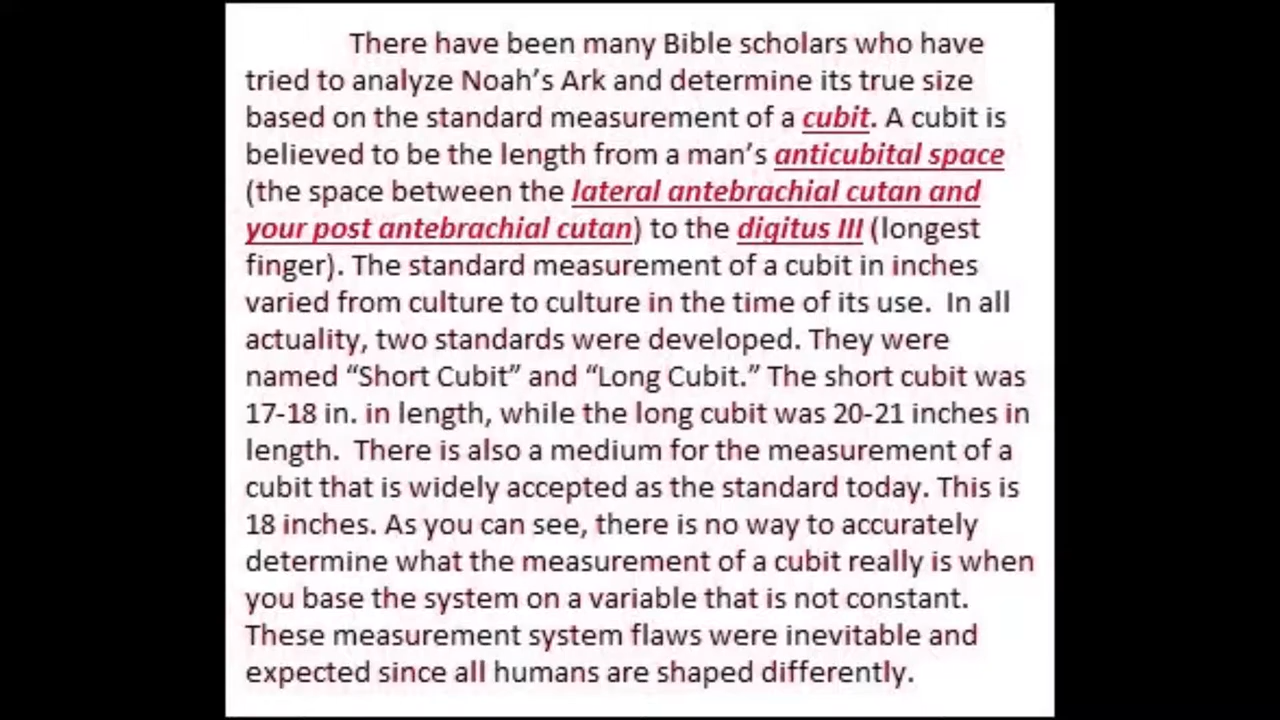 There have been many Bible scholars who have
tried to analyze Noah’s Ark and determine its true size
based on the standard measurement of a cubit. A cubit is
believed to be the length from a man’s anticubital space
(the space between the lateral antebrachial cutan and
your post antebrachial cutan) to the digitus III (longest
finger). The standard measurement of a cubit in inches
varied from culture to culture in the time of its use.  In all
actuality, two standards were developed. They were
named “Short Cubit” and “Long Cubit.” The short cubit was
17-18 in. in length, while the long cubit was 20-21 inches in
length.  There is also a medium for the measurement of a
cubit that is widely accepted as the standard today. This is
18 inches. As you can see, there is no way to accurately
determine what the measurement of a cubit really is when
you base the system on a variable that is not constant.
These measurement system flaws were inevitable and
expected since all humans are shaped differently.